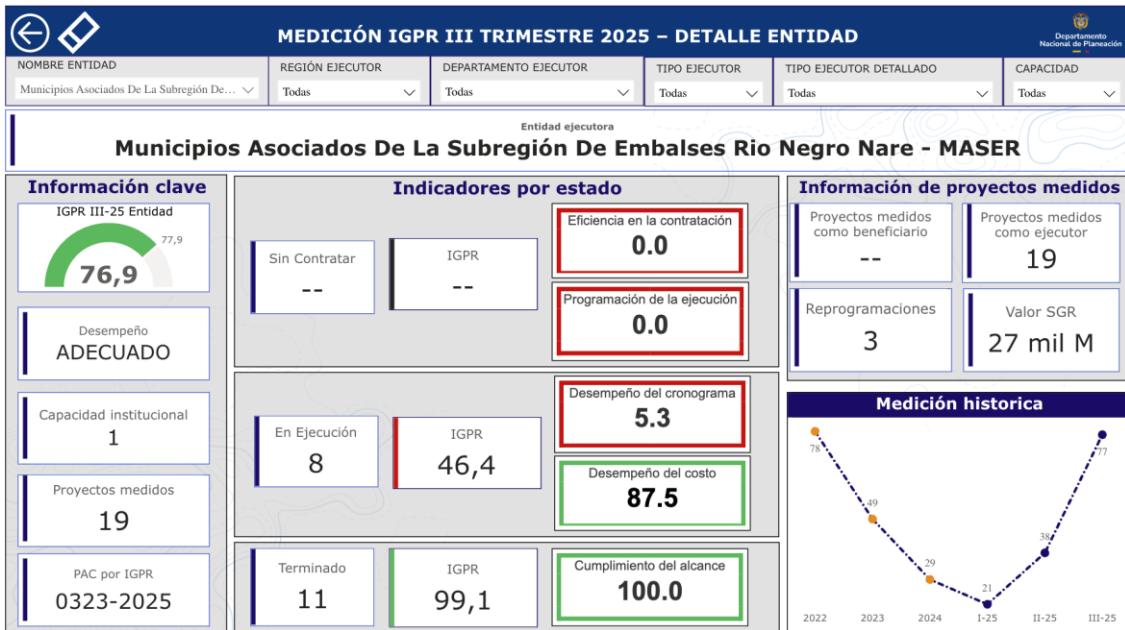 MEDICIÓN IGPR III TRIMESTRE 2025 – DETALLE ENTIDAD
Departamento
Nacional de Planeación
NOMBRE ENTIDAD
Municipios Asociados De La Subregión De...
REGIÓN EJECUTOR
Todas
DEPARTAMENTO EJECUTOR
Todas
TIPO EJECUTOR
Todas
TIPO EJECUTOR DETALLADO
Todas
CAPACIDAD
Todas
Entidad ejecutora
Municipios Asociados De La Subregión De Embalses Rio Negro Nare - MASER
Información clave
IGPR III-25 Entidad
77,9
76,9
Desempeño
ADECUADO
Capacidad institucional
1
Proyectos medidos
19
PAC por IGPR
0323-2025
Indicadores por estado
Sin Contratar
--
IGPR
--
Eficiencia en la contratación
0.0
Programación de la ejecución
0.0
En Ejecución
8
IGPR
46,4
Desempeño del cronograma
5.3
Desempeño del costo
87.5
Terminado
11
IGPR
99,1
Cumplimiento del alcance
100.0
Información de proyectos medidos
Proyectos medidos
como beneficiario
--
Proyectos medidos
como ejecutor
19
Reprogramaciones
3
Valor SGR
27 mil M
Medición historica
78
49
29
21
38
77
2022
2023
2024
I-25
II-25
III-25